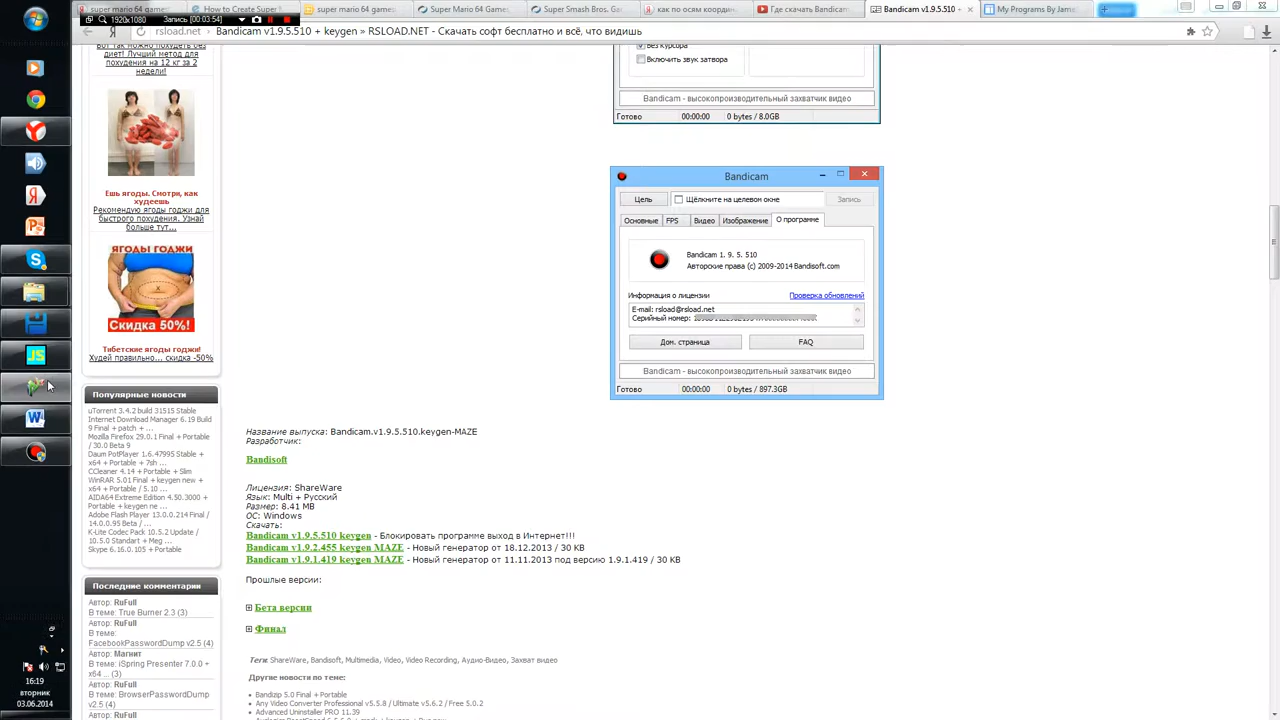 1920x1080
Запись [00:03:54]
super mario 64 games
How to Create Super M
super mario 64 games
Super Mario 64 Games
Super Smash Bros. Ga
как по осям координ
Где скачать Bandicam
Bandicam v1.9.5.510
My Programs By Jame
rsload.net
Bandicam v1.9.5.510 + keygen » RSLOAD.NET - Скачать софт бесплатно и всё, что видишь
Вот так можно похудеть без
диет! Лучший метод для
похудения на 12 кг за 2
недели!
Ешь ягоды. Смотри, как
худеешь
Рекомендую ягоды годжи для
быстрого похудения. Узнай
больше тут...
ЯГОДЫ ГОДЖИ
Скидка 50%!
Тибетские ягоды годжи!
Худей правильно... скидка -50%
Популярные новости
uTorrent 3.4.2 build 31515 Stable
Internet Download Manager 6.19 Build
9 Final + patch + ...
Mozilla Firefox 29.0.1 Final + Portable
/ 30.0 Beta 9
Daum PotPlayer 1.6.47995 Stable +
x64 + Portable + 7sh ...
CCleaner 4.14 + Portable + Slim
WinRAR 5.01 + keygen new +
x64 + Portable / 5.10 ...
AIDA64 Extreme Edition 4.50.3000 +
Portable + keygen ne ...
Adobe Flash Player 13.0.0.214 Final /
14.0.0.95 Beta / ...
K-Lite Codec Pack 10.5.2 Update /
10.5.0 Standart + Meg ...
Skype 6.16.0.105 + Portable
Последние комментарии
Автор: RuFull
В теме: True Burner 2.3 (3)
Автор: RuFull
В теме:
FacebookPasswordDump v2.5 (4)
Автор: Магнит
В теме: iSpring Presenter 7.0.0 +
x64 ... (3)
Автор: RuFull
В теме: BrowserPasswordDump
v2.5 (4)
Автор: RuFull
Без курсора
Включить звук затвора
Bandicam - высокопроизводительный захватчик видео
Готово 00:00:00 0 bytes / 8.0GB
Bandicam
Цель Щёлкните на целевом окне Запись
Основные FPS Видео Изображение О программе
Bandicam 1. 9. 5. 510
Авторские права (c) 2009-2014 Bandisoft.com
Информация о лицензии Проверка обновлений
E-mail: rsload@rsload.net
Серийный номер:
Дом. страница FAQ
Bandicam - высокопроизводительный захватчик видео
Готово 00:00:00 0 bytes / 897.3GB
Название выпуска: Bandicam.v1.9.5.510.keygen-MAZE
Разработчик:
Bandisoft
Лицензия: ShareWare
Язык: Multi + Русский
Размер: 8.41 MB
ОС: Windows
Скачать:
Bandicam v1.9.5.510 keygen - Блокировать программе выход в Интернет!!!
Bandicam v1.9.2.455 keygen MAZE - Новый генератор от 18.12.2013 / 30 KB
Bandicam v1.9.1.419 keygen MAZE - Новый генератор от 11.11.2013 под версию 1.9.1.419 / 30 KB
Прошлые версии:
Бета версии
Финал
Теги: ShareWare, Bandisoft, Multimedia, Video, Video Recording, Аудио-Видео, Захват видео
Другие новости по теме:
Bandizip 5.0 Final + Portable
Any Video Converter Professional v5.5.8 / Ultimate v5.6.2 / Free 5.0.2
Advanced Uninstaller PRO 11.39
JS
16:19
вторник
03.06.2014